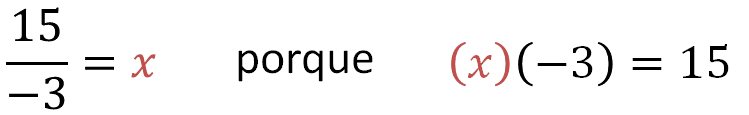 15/−3 = x porque (x)(−3) = 15